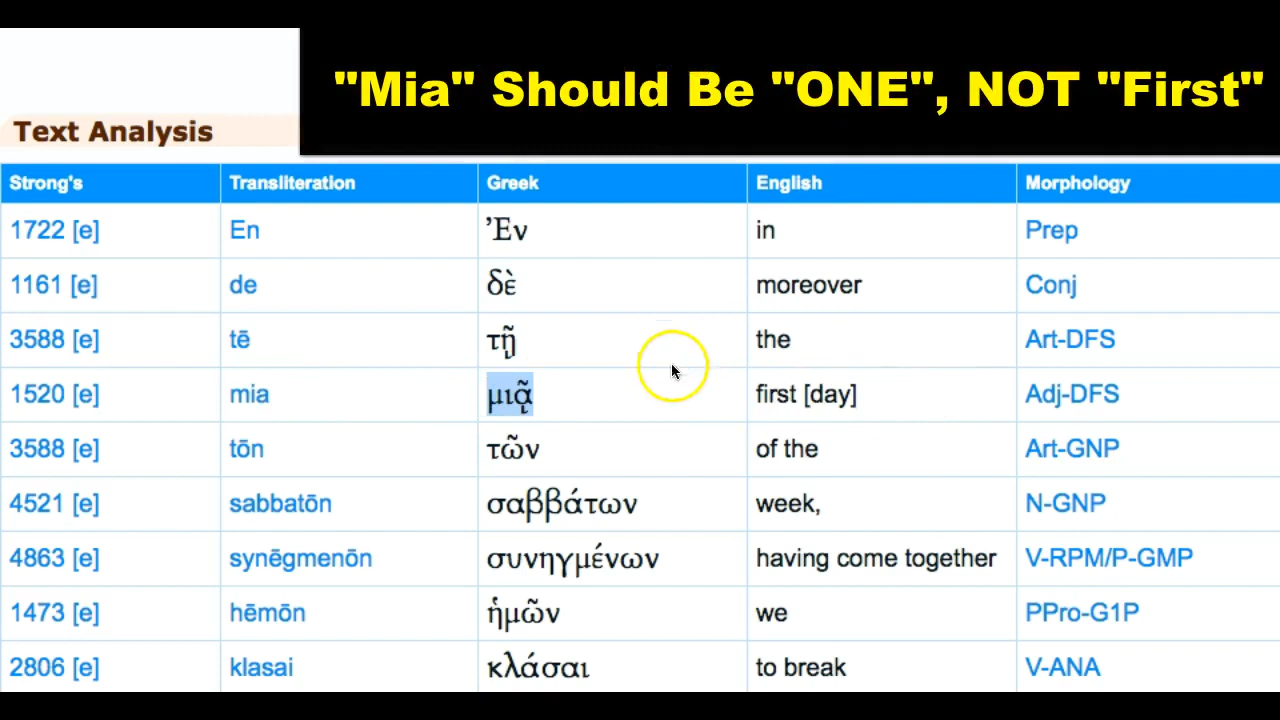 "Mia" Should Be "ONE", NOT "First"
Text Analysis
Strong's Transliteration Greek English Morphology
1722 [e] En Ἐν in Prep
1161 [e] de δὲ moreover Conj
3588 [e] tē τῇ the Art-DFS
1520 [e] mia μιᾷ first [day] Adj-DFS
3588 [e] tōn τῶν of the Art-GNP
4521 [e] sabbatōn σαββάτων week, N-GNP
4863 [e] synēgmenōn συνηγμένων having come together V-RPM/P-GMP
1473 [e] hēmōn ἡμῶν we PPro-G1P
2806 [e] klasai κλάσαι to break V-ANA